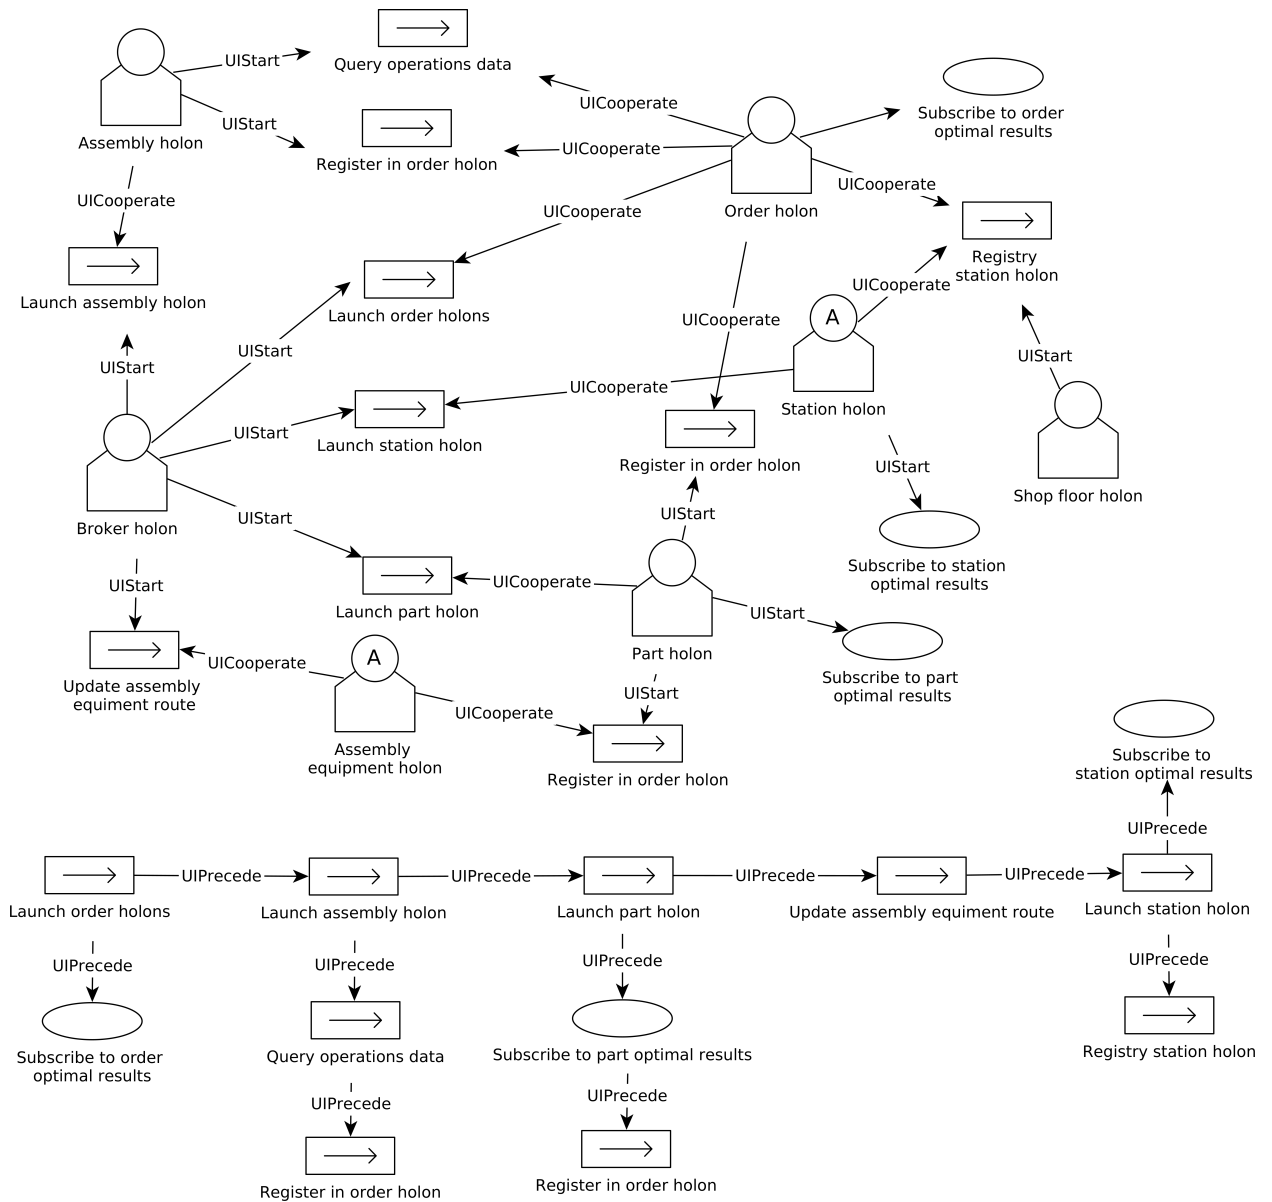 UIStart
Query operations data
UICooperate
Subscribe to order
optimal results
UIStart
Assembly holon
Register in order holon
UICooperate
UICooperate
Order holon
UICooperate
UICooperate
Launch assembly holon
UICooperate
Registry
station holon
UICooperate
Launch order holons
UICooperate
A
UIStart
UIStart
UIStart
UICooperate
Station holon
UIStart
Launch station holon
Register in order holon
UIStart
Shop floor holon
Broker holon
UIStart
UIStart
Subscribe to station
optimal results
UIStart
UICooperate
Launch part holon
UIStart
Part holon
A
UICooperate
Update assembly
equiment route
Subscribe to part
optimal results
UIStart
UICooperate
Assembly
equipment holon
Register in order holon
Subscribe to
station optimal results
UIPrecede
UIPrecede
UIPrecede
UIPrecede
UIPrecede
Launch order holons
Launch assembly holon
Launch part holon
Update assembly equiment route
Launch station holon
UIPrecede
UIPrecede
UIPrecede
UIPrecede
Subscribe to order
optimal results
Query operations data
Subscribe to part optimal results
Registry station holon
UIPrecede
UIPrecede
Register in order holon
Register in order holon